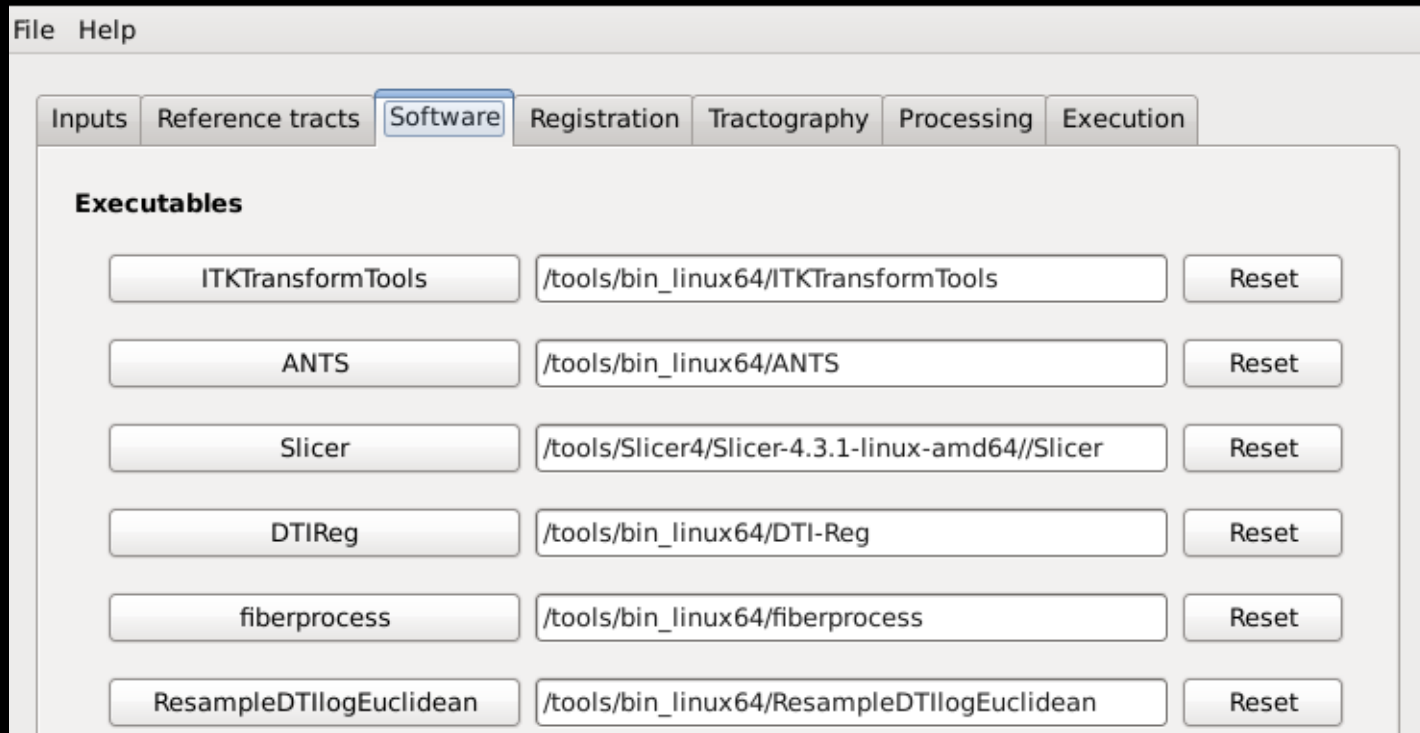 File Help
Inputs Reference tracts Software Registration Tractography Processing Execution
Executables
ITKTransformTools /tools/bin_linux64/ITKTransformTools Reset
ANTS /tools/bin_linux64/ANTS Reset
Slicer /tools/Slicer4/Slicer-4.3.1-linux-amd64//Slicer Reset
DTIReg /tools/bin_linux64/DTI-Reg Reset
fiberprocess /tools/bin_linux64/fiberprocess Reset
ResampleDTIlogEuclidean /tools/bin_linux64/ResampleDTIlogEuclidean Reset